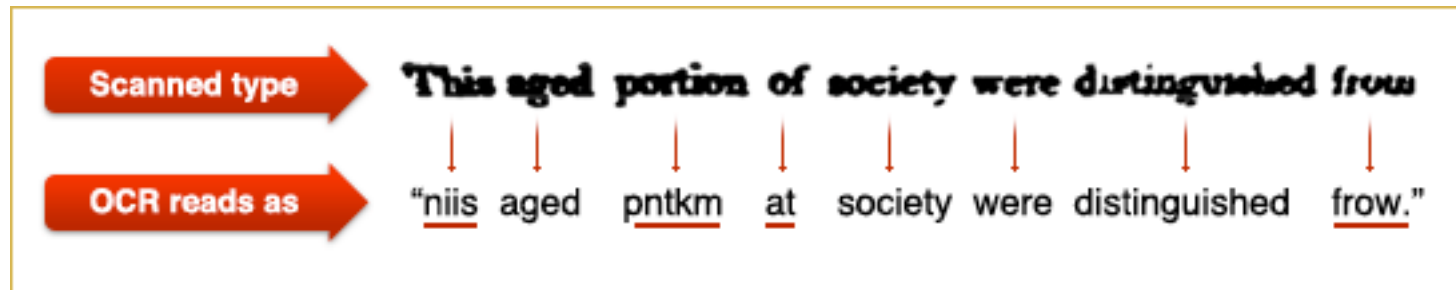 Scanned type This aged portion of society were distinguished from
OCR reads as “niis aged pntkm at society were distinguished frow.”